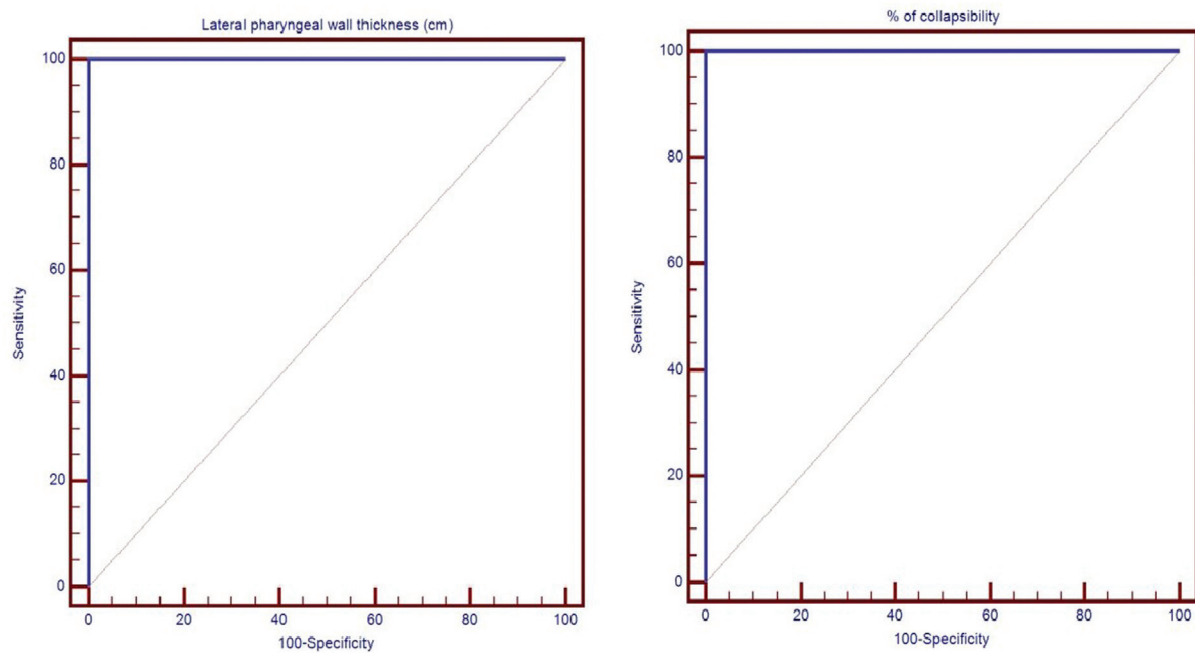 Lateral pharyngeal wall thickness (cm)
100
80
60
40
20
0
Sensitivity
0 20 40 60 80 100
100-Specificity
% of collapsibility
100
80
60
40
20
0
Sensitivity
0 20 40 60 80 100
100-Specificity